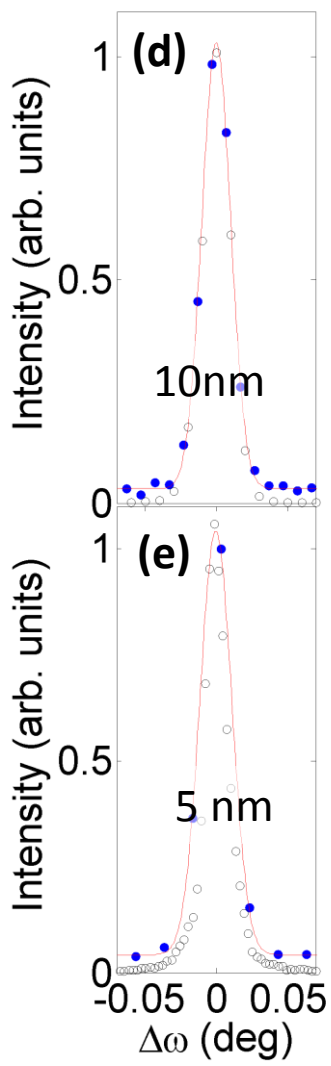 (d)
1
0.5
0
Intensity (arb. units)
10nm
(e)
1
0.5
0
Intensity (arb. units)
5 nm
-0.05 0 0.05
Δω (deg)